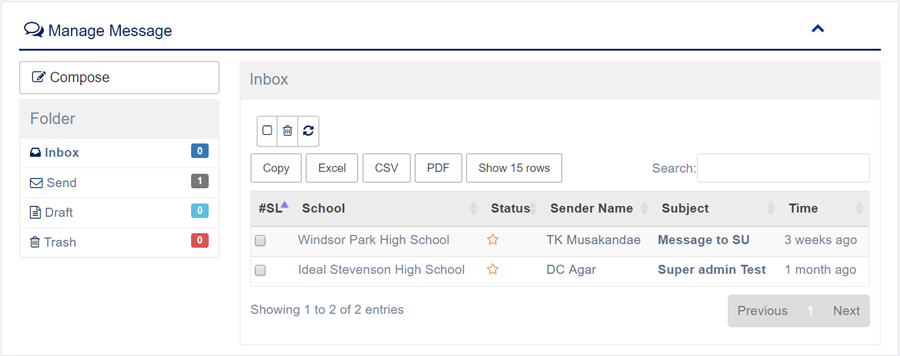 Manage Message
Compose
Folder
Inbox 0
Send 1
Draft 0
Trash 0
Inbox
Copy Excel CSV PDF Show 15 rows Search:
#SL School Status Sender Name Subject Time
Windsor Park High School TK Musakandae Message to SU 3 weeks ago
Ideal Stevenson High School DC Agar Super admin Test 1 month ago
Showing 1 to 2 of 2 entries Previous 1 Next